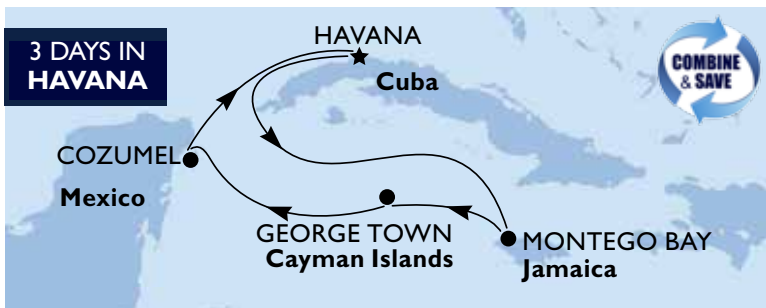 3 DAYS IN
HAVANA
HAVANA
Cuba
COMBINE
& SAVE
COZUMEL
Mexico
GEORGE TOWN
Cayman Islands
MONTEGO BAY
Jamaica